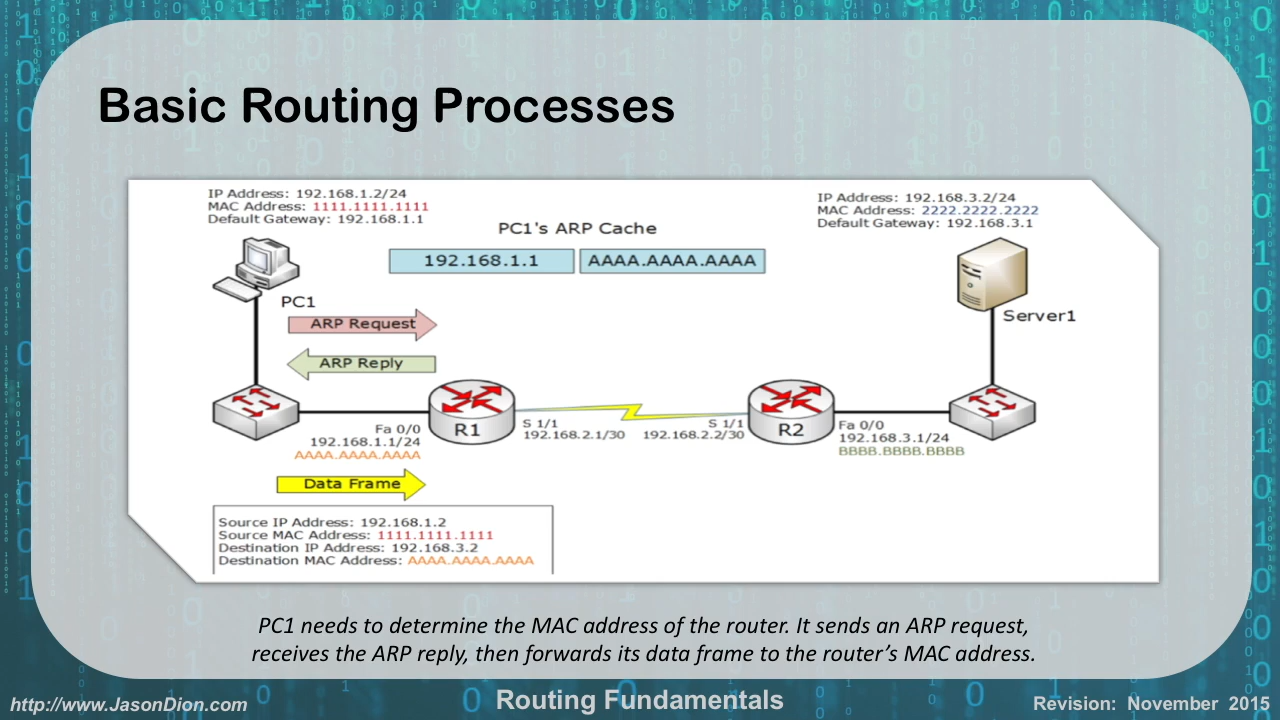 Basic Routing Processes
IP Address: 192.168.1.2/24
MAC Address: 1111.1111.1111
Default Gateway: 192.168.1.1
PC1's ARP Cache
192.168.1.1
AAAA.AAAA.AAAA
IP Address: 192.168.3.2/24
MAC Address: 2222.2222.2222
Default Gateway: 192.168.3.1
PC1
Server1
ARP Request
ARP Reply
R1
R2
Fa 0/0
192.168.1.1/24
AAAA.AAAA.AAAA
S 1/1
192.168.2.1/30
S 1/1
192.168.2.2/30
Fa 0/0
192.168.3.1/24
BBBB.BBBB.BBBB
Data Frame
Source IP Address: 192.168.1.2
Source MAC Address: 1111.1111.1111
Destination IP Address: 192.168.3.2
Destination MAC Address: AAAA.AAAA.AAAA
PC1 needs to determine the MAC address of the router. It sends an ARP request,
receives the ARP reply, then forwards its data frame to the router’s MAC address.
http://www.JasonDion.com
Routing Fundamentals
Revision: November 2015